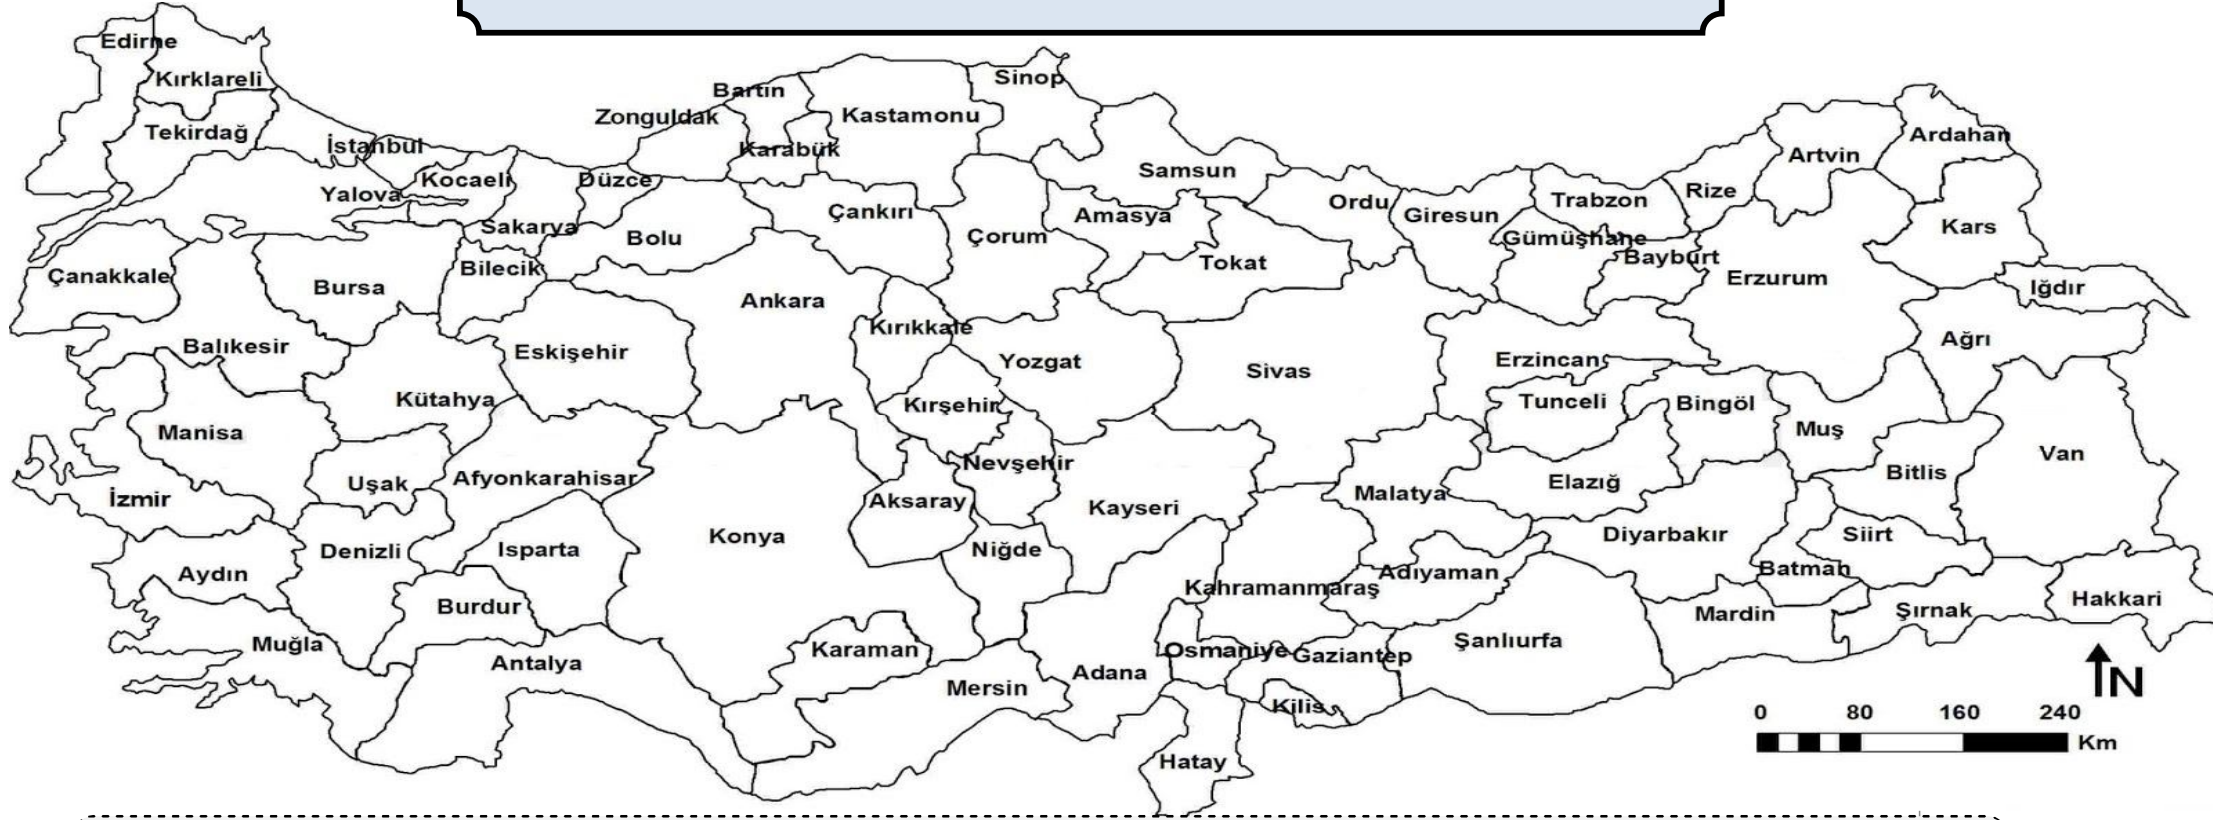 Edirne
Kırklareli
Tekirdağ
İstanbul
Yalova
Kocaeli
Sakarya
Düzce
Zonguldak
Bartın
Karabük
Kastamonu
Sinop
Samsun
Çankırı
Bolu
Çorum
Amasya
Tokat
Ordu
Giresun
Trabzon
Rize
Artvin
Ardahan
Kars
Gümüşhane
Bayburt
Erzurum
Iğdır
Ağrı
Çanakkale
Bursa
Bilecik
Balıkesir
Kütahya
Eskişehir
Ankara
Kırıkkale
Kırşehir
Yozgat
Sivas
Erzincan
Tunceli
Bingöl
Muş
Bitlis
Van
Manisa
İzmir
Uşak
Afyonkarahisar
Konya
Aksaray
Nevşehir
Kayseri
Malatya
Elazığ
Diyarbakır
Siirt
Batman
Aydın
Denizli
Isparta
Burdur
Muğla
Antalya
Karaman
Niğde
Mersin
Adana
Kahramanmaraş
Adıyaman
Osmaniye
Gaziantep
Kilis
Hatay
Şanlıurfa
Mardin
Şırnak
Hakkari
N
0 80 160 240
Km